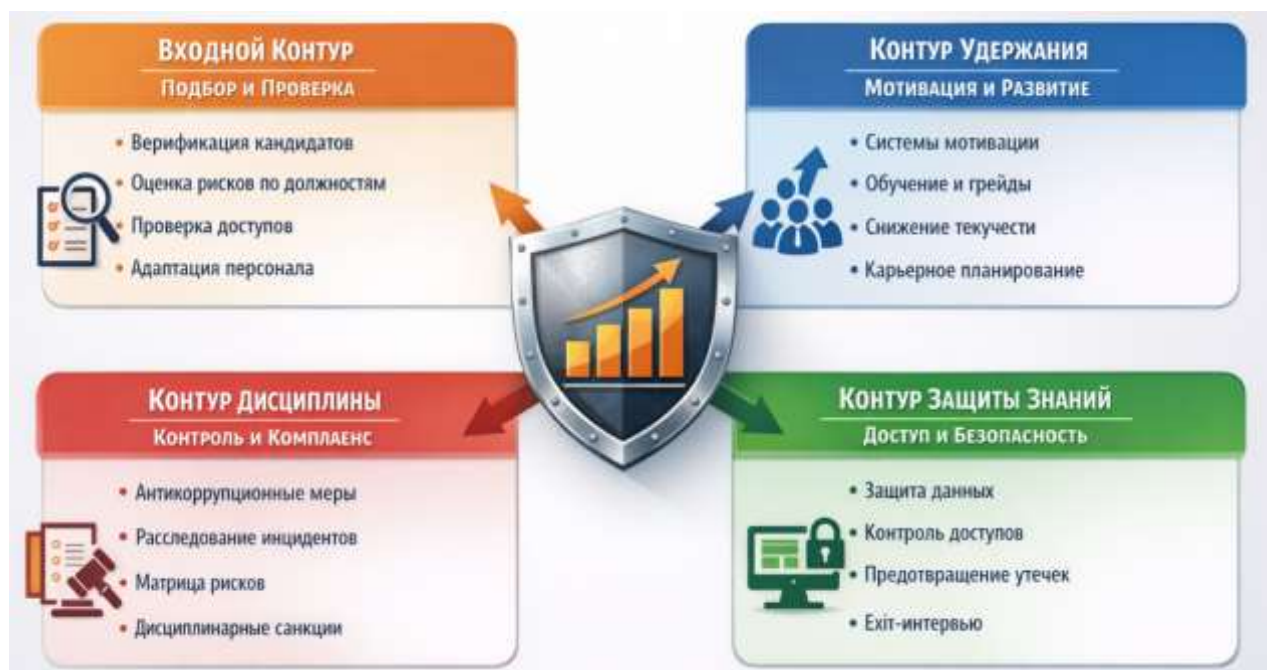 Входной Контур
Подбор и Проверка
• Верификация кандидатов
• Оценка рисков по должностям
• Проверка доступов
• Адаптация персонала
Контур Удержания
Мотивация и Развитие
• Системы мотивации
• Обучение и грейды
• Снижение текучести
• Карьерное планирование
Контур Дисциплины
Контроль и Комплаенс
• Антикоррупционные меры
• Расследование инцидентов
• Матрица рисков
• Дисциплинарные санкции
Контур Защиты Знаний
Доступ и Безопасность
• Защита данных
• Контроль доступов
• Предотвращение утечек
• Exit-интервью